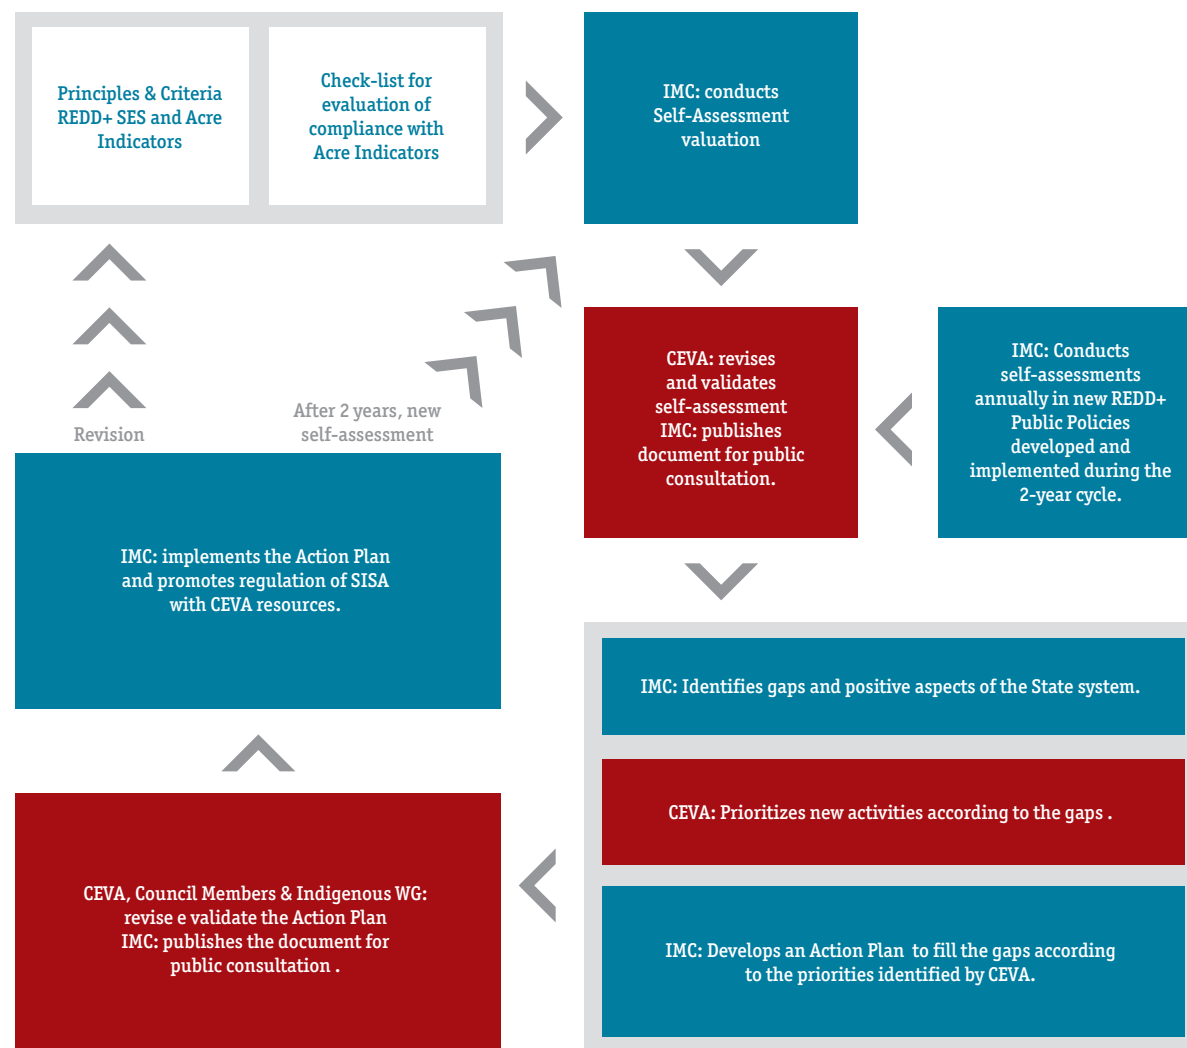 Principles & Criteria
REDD+ SES and Acre
Indicators
Check-list for
evaluation of
compliance with
Acre Indicators
IMC: conducts
Self-Assessment
valuation
CEVA: revises
and validates
self-assessment
IMC: publishes
document for public
consultation.
IMC: Conducts
self-assessments
annually in new REDD+
Public Policies
developed and
implemented during the
2-year cycle.
Revision
After 2 years, new
self-assessment
IMC: implements the Action Plan
and promotes regulation of SISA
with CEVA resources.
IMC: Identifies gaps and positive aspects of the State system.
CEVA: Prioritizes new activities according to the gaps .
IMC: Develops an Action Plan  to fill the gaps according
to the priorities identified by CEVA.
CEVA, Council Members & Indigenous WG:
revise e validate the Action Plan
IMC: publishes the document for
public consultation .